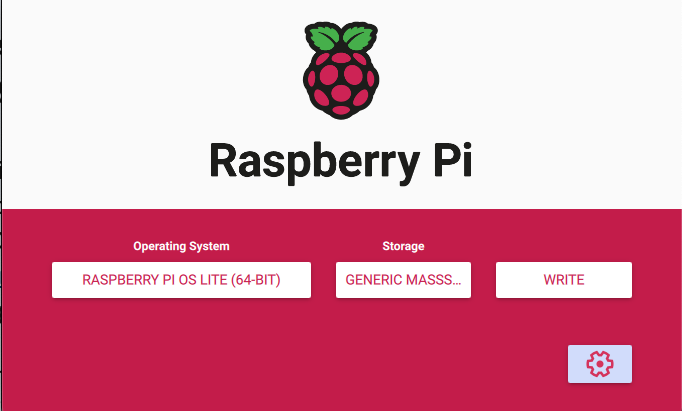 Raspberry Pi
Operating System
Storage
RASPBERRY PI OS LITE (64-BIT)
GENERIC MASSS...
WRITE